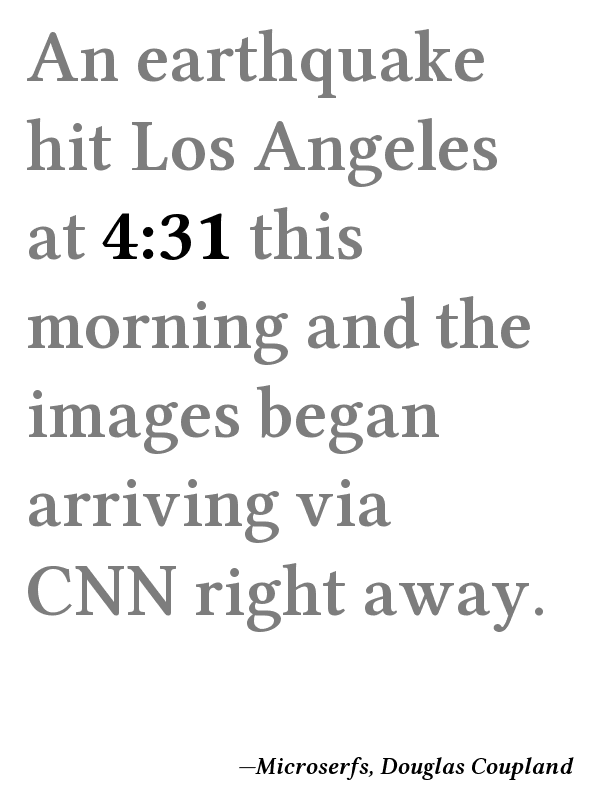 An earthquake
hit Los Angeles
at 4:31 this
morning and the
images began
arriving via
CNN right away.
—Microserfs, Douglas Coupland